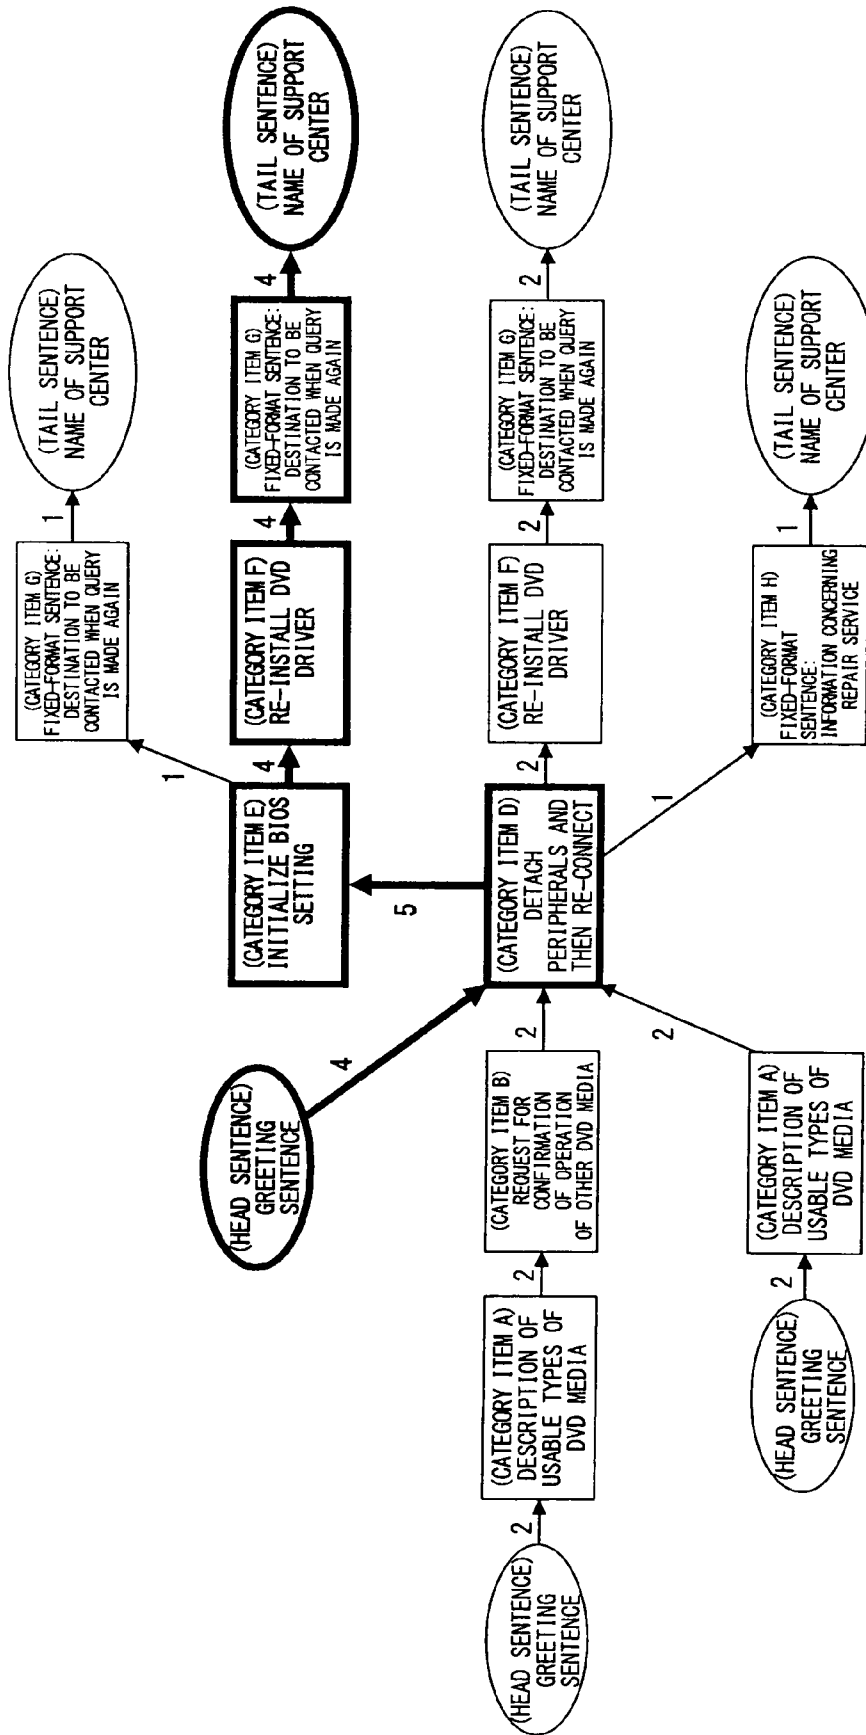 (TAIL SENTENCE)
NAME OF SUPPORT
CENTER
1
(CATEGORY ITEM G)
FIXED-FORMAT SENTENCE:
DESTINATION TO BE
CONTACTED WHEN QUERY
IS MADE AGAIN
1
(HEAD SENTENCE)
GREETING
SENTENCE
4
(CATEGORY ITEM E)
INITIALIZE BIOS
SETTING
4
(CATEGORY ITEM F)
RE-INSTALL DVD
DRIVER
4
(CATEGORY ITEM G)
FIXED-FORMAT SENTENCE:
DESTINATION TO BE
CONTACTED WHEN QUERY
IS MADE AGAIN
4
(TAIL SENTENCE)
NAME OF SUPPORT
CENTER
5
(HEAD SENTENCE)
GREETING
SENTENCE
2
(CATEGORY ITEM A)
DESCRIPTION OF
USABLE TYPES OF
DVD MEDIA
2
(CATEGORY ITEM B)
REQUEST FOR
CONFIRMATION
OF OPERATION
OF OTHER DVD MEDIA
2
(CATEGORY ITEM D)
DETACH
PERIPHERALS AND
THEN RE-CONNECT
2
(CATEGORY ITEM F)
RE-INSTALL DVD
DRIVER
2
(CATEGORY ITEM G)
FIXED-FORMAT SENTENCE:
DESTINATION TO BE
CONTACTED WHEN QUERY
IS MADE AGAIN
2
(TAIL SENTENCE)
NAME OF SUPPORT
CENTER
(HEAD SENTENCE)
GREETING
SENTENCE
2
(CATEGORY ITEM A)
DESCRIPTION OF
USABLE TYPES OF
DVD MEDIA
2
1
(CATEGORY ITEM H)
FIXED-FORMAT
SENTENCE:
INFORMATION CONCERNING
REPAIR SERVICE
1
(TAIL SENTENCE)
NAME OF SUPPORT
CENTER